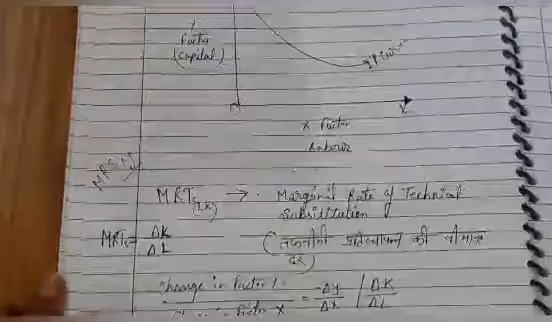 Y
factor
(capital)
O
X
X factor
Labour
MRTS(LK) → Marginal Rate of Technical
Substitution
MRTS = ΔK
ΔL
(तकनीकी प्रतिस्थापन की सीमान्त
दर)
Change in factor
factor X
= ΔY / ΔK
ΔX / ΔL